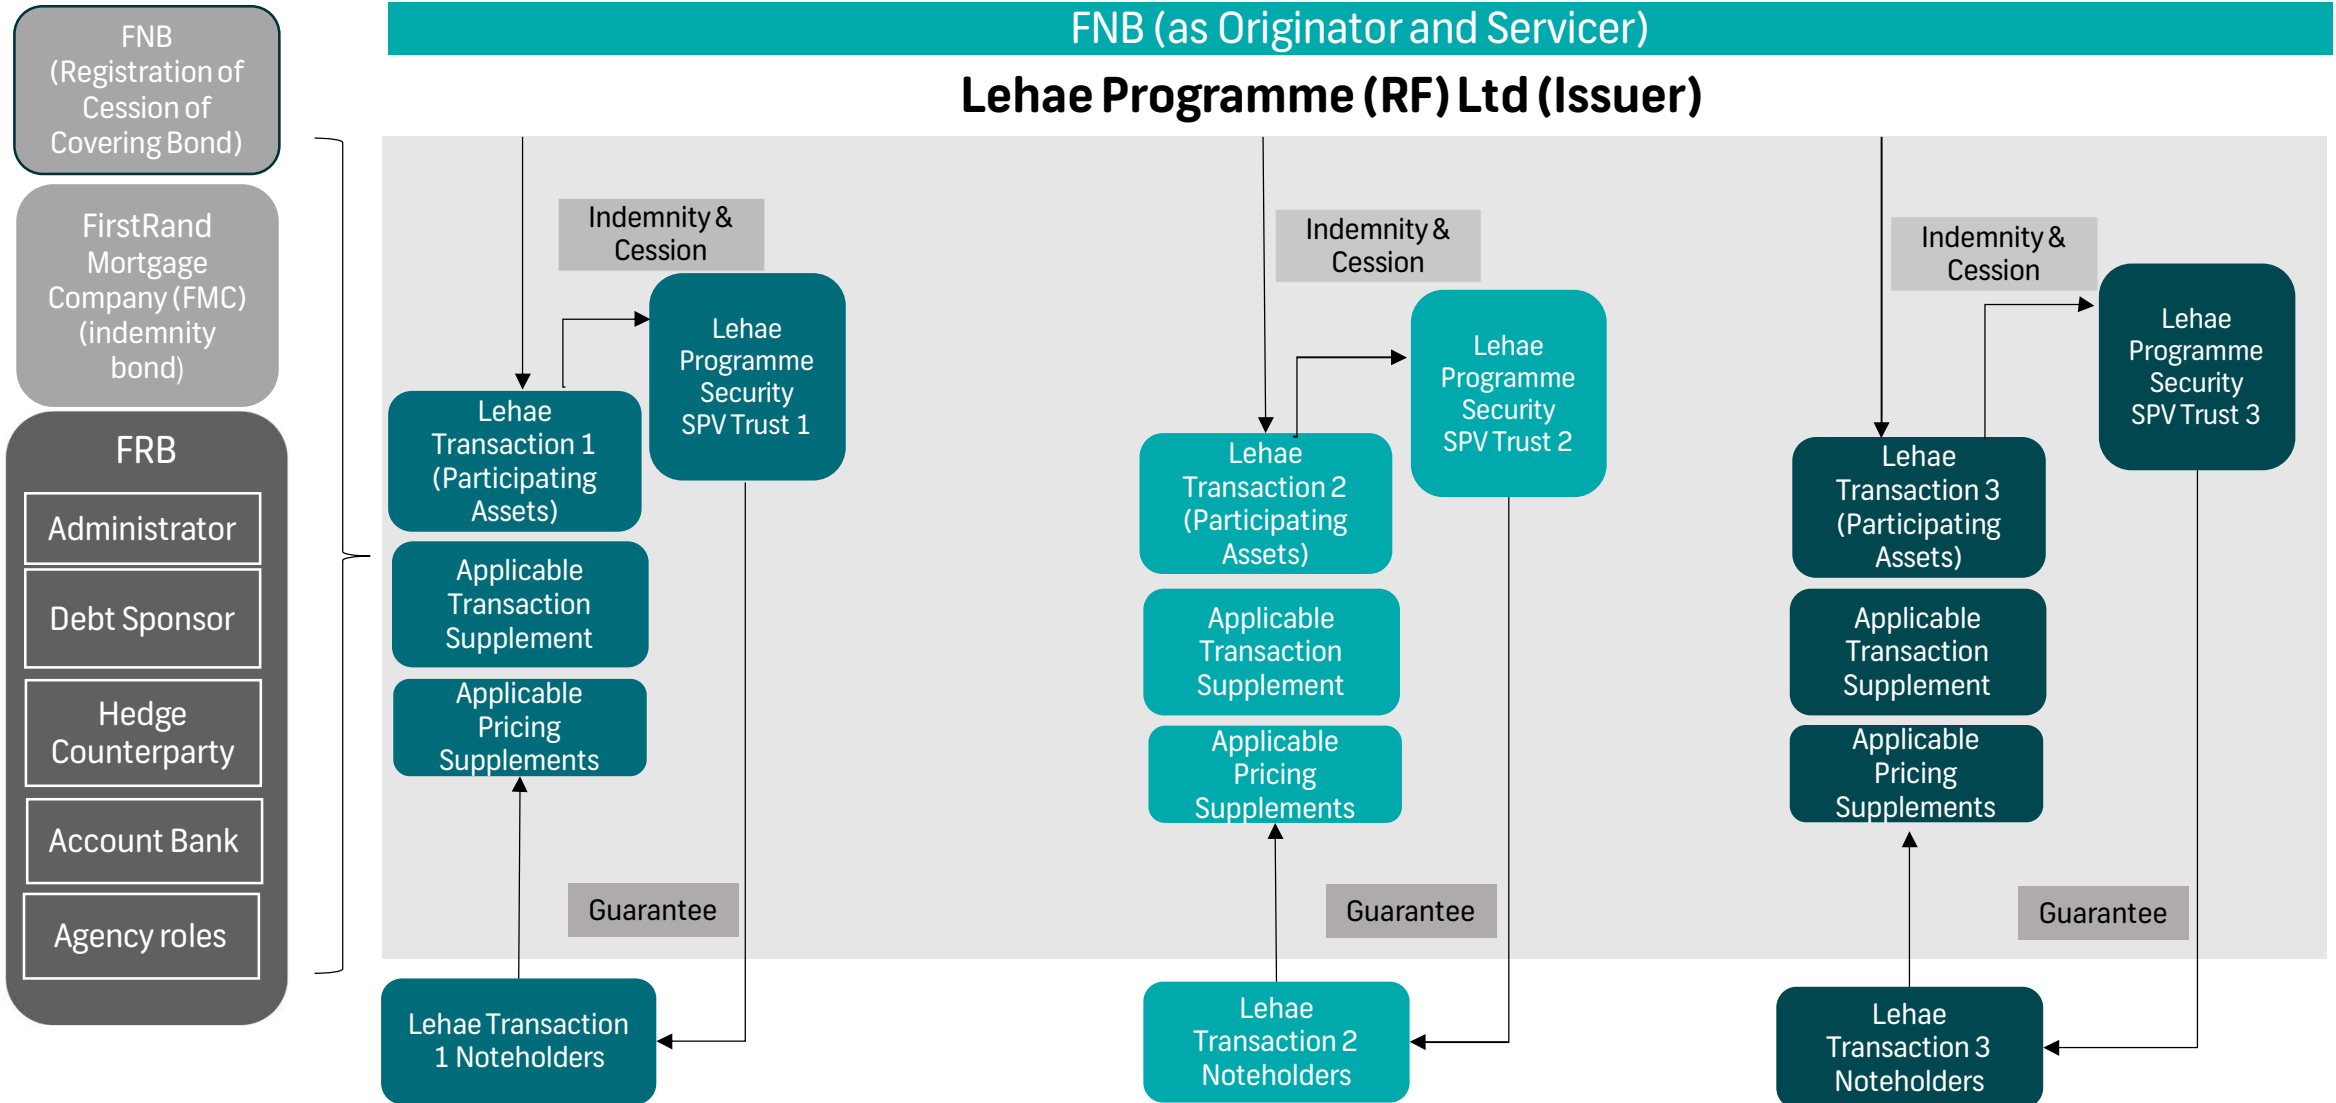 FNB
(Registration of
Cession of
Covering Bond)
FirstRand
Mortgage
Company (FMC)
(indemnity
bond)
FRB
Administrator
Debt Sponsor
Hedge
Counterparty
Account Bank
Agency roles
FNB (as Originator and Servicer)
Lehae Programme (RF) Ltd (Issuer)
Indemnity &
Cession
Lehae
Programme
Security
SPV Trust 1
Lehae
Transaction 1
(Participating
Assets)
Applicable
Transaction
Supplement
Applicable
Pricing
Supplements
Guarantee
Lehae Transaction
1 Noteholders
Indemnity &
Cession
Lehae
Programme
Security
SPV Trust 2
Lehae
Transaction 2
(Participating
Assets)
Applicable
Transaction
Supplement
Applicable
Pricing
Supplements
Guarantee
Lehae
Transaction 2
Noteholders
Indemnity &
Cession
Lehae
Programme
Security
SPV Trust 3
Lehae
Transaction 3
(Participating
Assets)
Applicable
Transaction
Supplement
Applicable
Pricing
Supplements
Guarantee
Lehae
Transaction 3
Noteholders